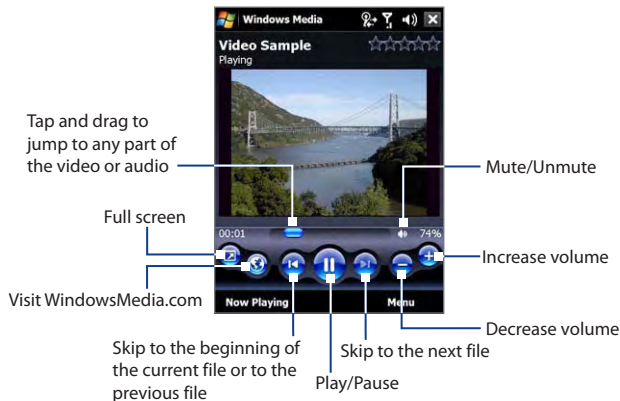 Windows Media
Video Sample
Playing
Tap and drag to
jump to any part of
the video or audio
Mute/Unmute
Full screen
00:01
74%
Increase volume
Visit WindowsMedia.com
Now Playing
Menu
Decrease volume
Skip to the beginning of
the current file or to the
previous file
Skip to the next file
Play/Pause